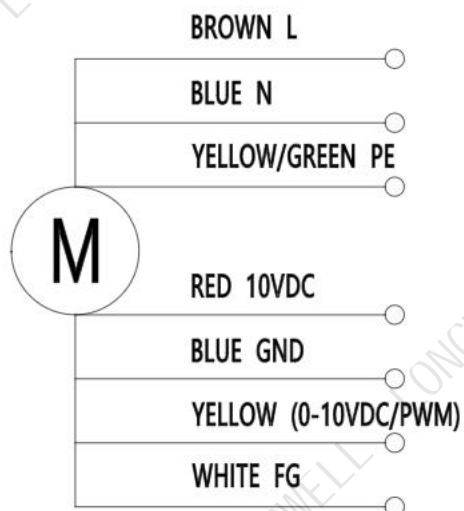 BROWN L
BLUE N
YELLOW/GREEN PE
M
RED 10VDC
BLUE GND
YELLOW (0-10VDC/PWM)
WHITE FG